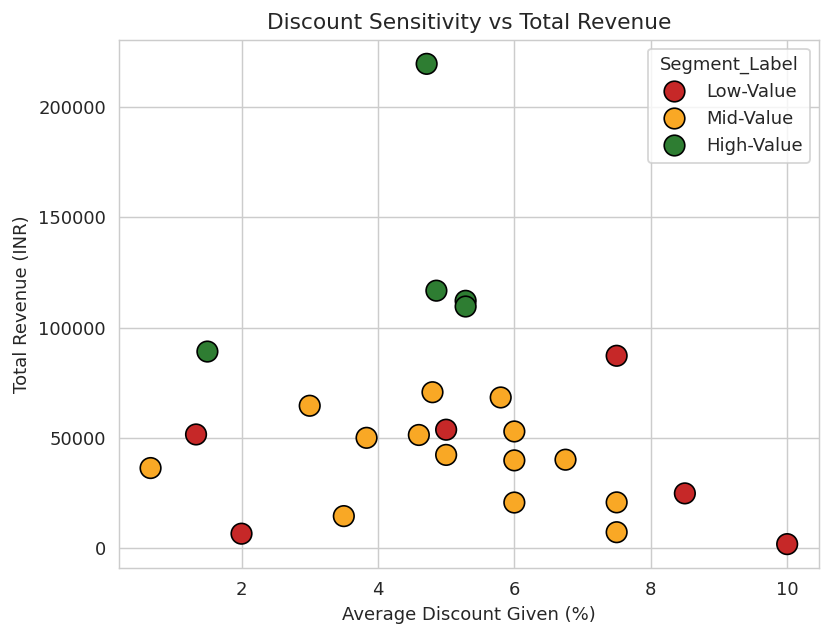 Discount Sensitivity vs Total Revenue
Segment_Label
Low-Value
Mid-Value
High-Value
Total Revenue (INR)
200000
150000
100000
50000
0
2 4 6 8 10
Average Discount Given (%)